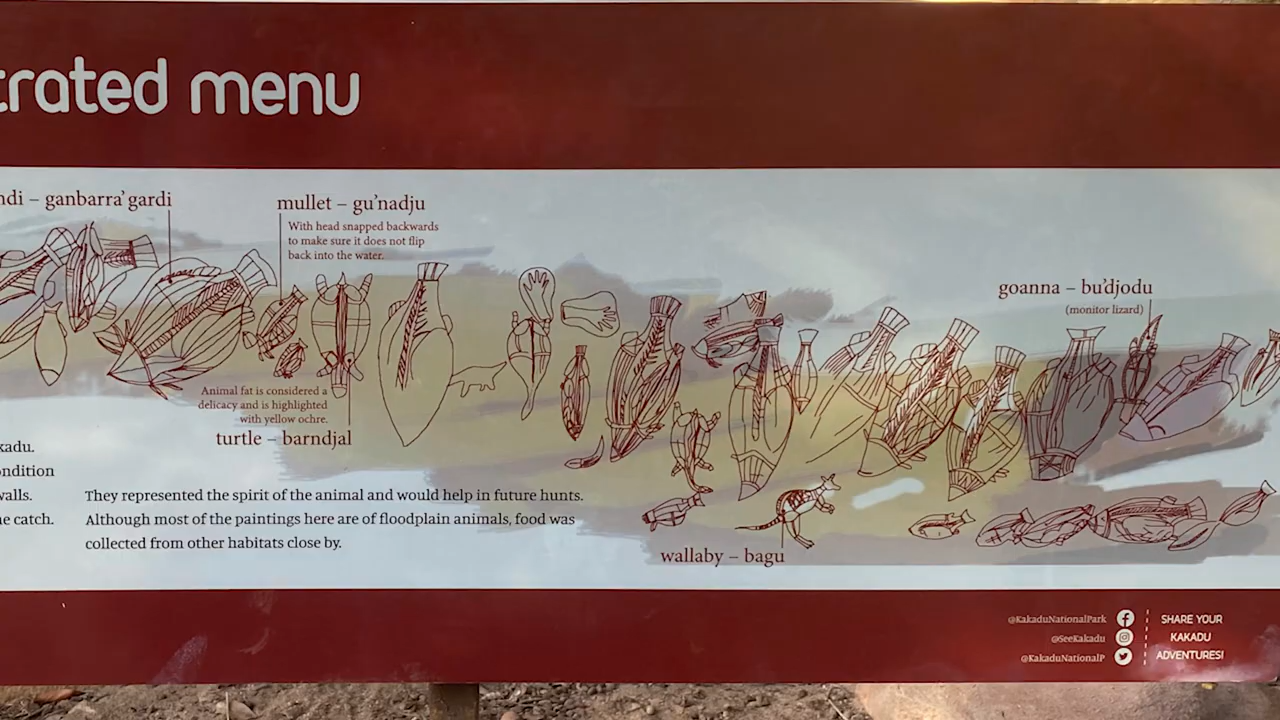 trated menu
ndi – ganbarra'gardi
mullet – gu'nadju
With head snapped backwards
to make sure it does not flip
back into the water.
goanna – bu'djodu
(monitor lizard)
Animal fat is considered a
delicacy and is highlighted
with yellow ochre.
turtle – barndjal
kadu.
ondition
valls.
e catch.
They represented the spirit of the animal and would help in future hunts.
Although most of the paintings here are of floodplain animals, food was
collected from other habitats close by.
wallaby – bagu
@KakaduNationalPark
@SeeKakadu
@KakaduNationalP
SHARE YOUR
KAKADU
ADVENTURES!